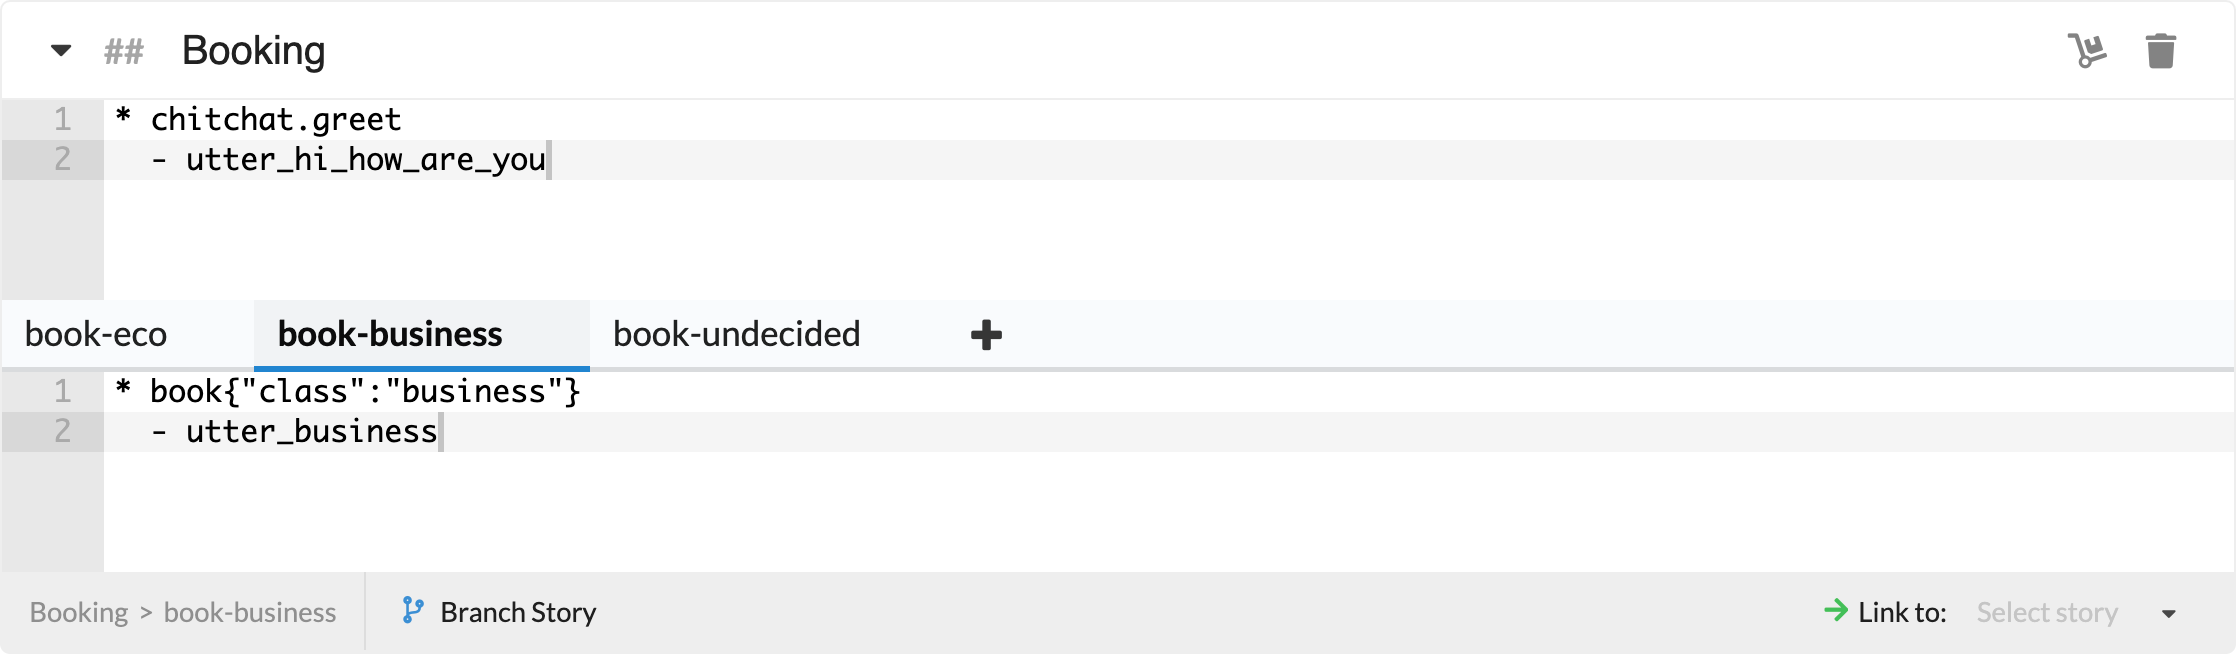 ## Booking
1 * chitchat.greet
2 - utter_hi_how_are_you
book-eco book-business book-undecided
1 * book{"class":"business"}
2 - utter_business
Booking > book-business Branch Story Link to: Select story